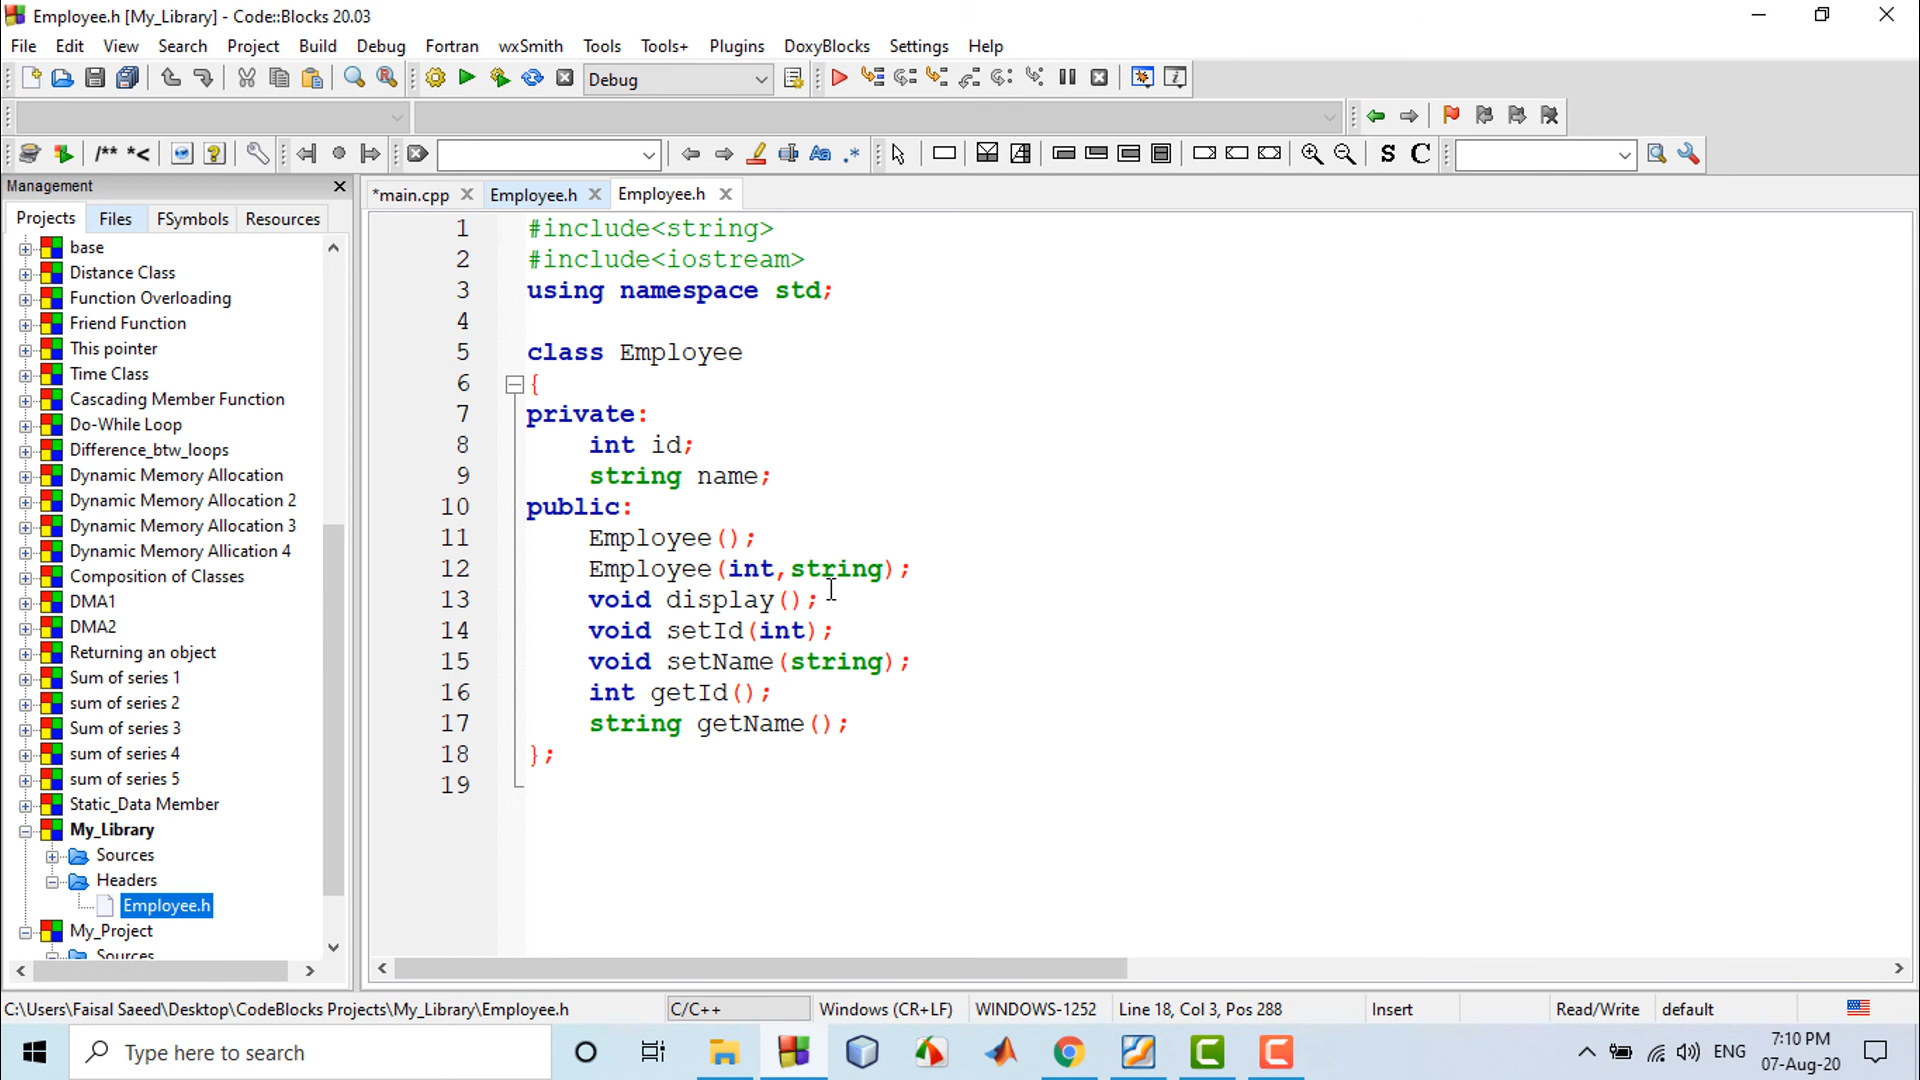 Employee.h [My_Library] - Code::Blocks 20.03
File Edit View Search Project Build Debug Fortran wxSmith Tools Tools+ Plugins DoxyBlocks Settings Help
Debug
/** *<
Aa .* S C
Management
Projects Files FSymbols Resources
*main.cpp Employee.h Employee.h
base
Distance Class
Function Overloading
Friend Function
This pointer
Time Class
Cascading Member Function
Do-While Loop
Difference_btw_loops
Dynamic Memory Allocation
Dynamic Memory Allocation 2
Dynamic Memory Allocation 3
Dynamic Memory Allication 4
Composition of Classes
DMA1
DMA2
Returning an object
Sum of series 1
sum of series 2
Sum of series 3
sum of series 4
sum of series 5
Static_Data Member
My_Library
Sources
Headers
Employee.h
My_Project
Sources
1 #include<string>
2 #include<iostream>
3 using namespace std;
4
5 class Employee
6 {
7 private:
8 int id;
9 string name;
10 public:
11 Employee();
12 Employee(int,string);
13 void display();
14 void setId(int);
15 void setName(string);
16 int getId();
17 string getName();
18 };
19
C:\Users\Faisal Saeed\Desktop\CodeBlocks Projects\My_Library\Employee.h C/C++ Windows (CR+LF) WINDOWS-1252 Line 18, Col 3, Pos 288 Insert Read/Write default
Type here to search
ENG
7:10 PM
07-Aug-20